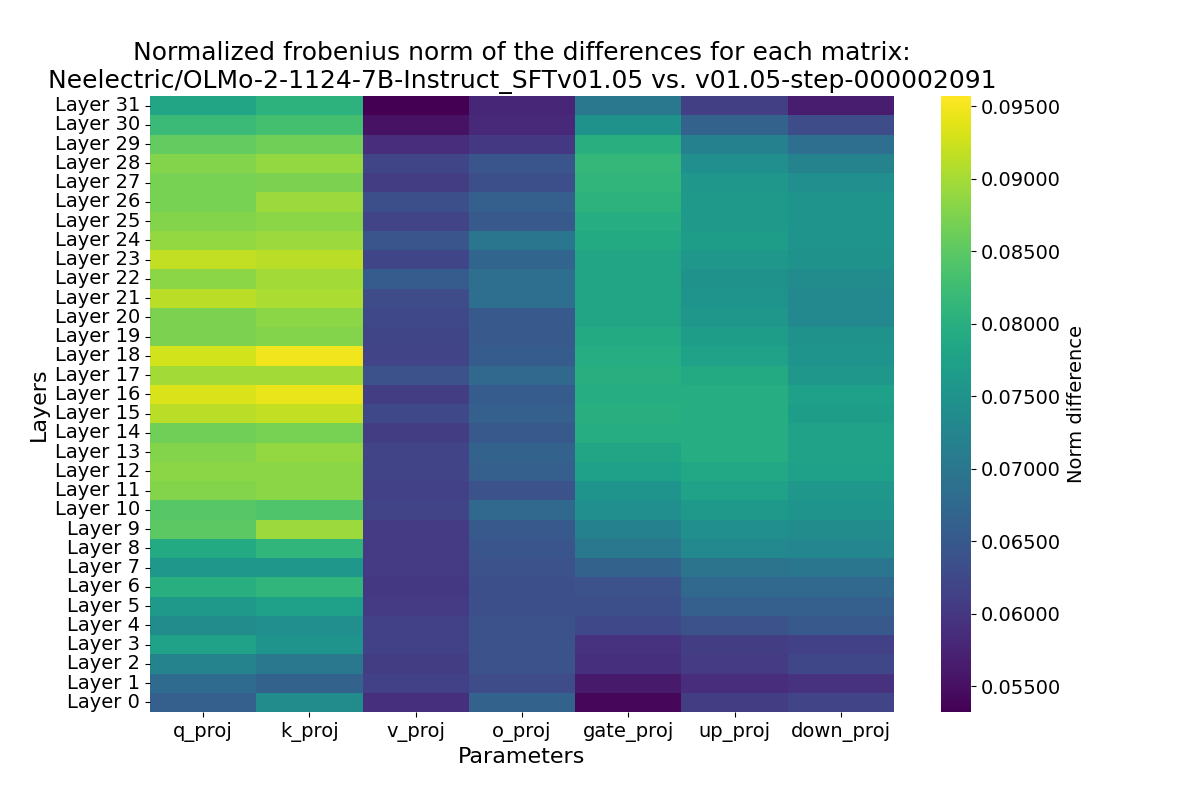 Normalized frobenius norm of the differences for each matrix:
Neelectric/OLMo-2-1124-7B-Instruct_SFTv01.05 vs. v01.05-step-000002091
Layer 31
Layer 30
Layer 29
Layer 28
Layer 27
Layer 26
Layer 25
Layer 24
Layer 23
Layer 22
Layer 21
Layer 20
Layer 19
Layer 18
Layer 17
Layer 16
Layer 15
Layer 14
Layer 13
Layer 12
Layer 11
Layer 10
Layer 9
Layer 8
Layer 7
Layer 6
Layer 5
Layer 4
Layer 3
Layer 2
Layer 1
Layer 0
Layers
q_proj
k_proj
v_proj
o_proj
gate_proj
up_proj
down_proj
Parameters
0.09500
0.09000
0.08500
0.08000
0.07500
0.07000
0.06500
0.06000
0.05500
Norm difference